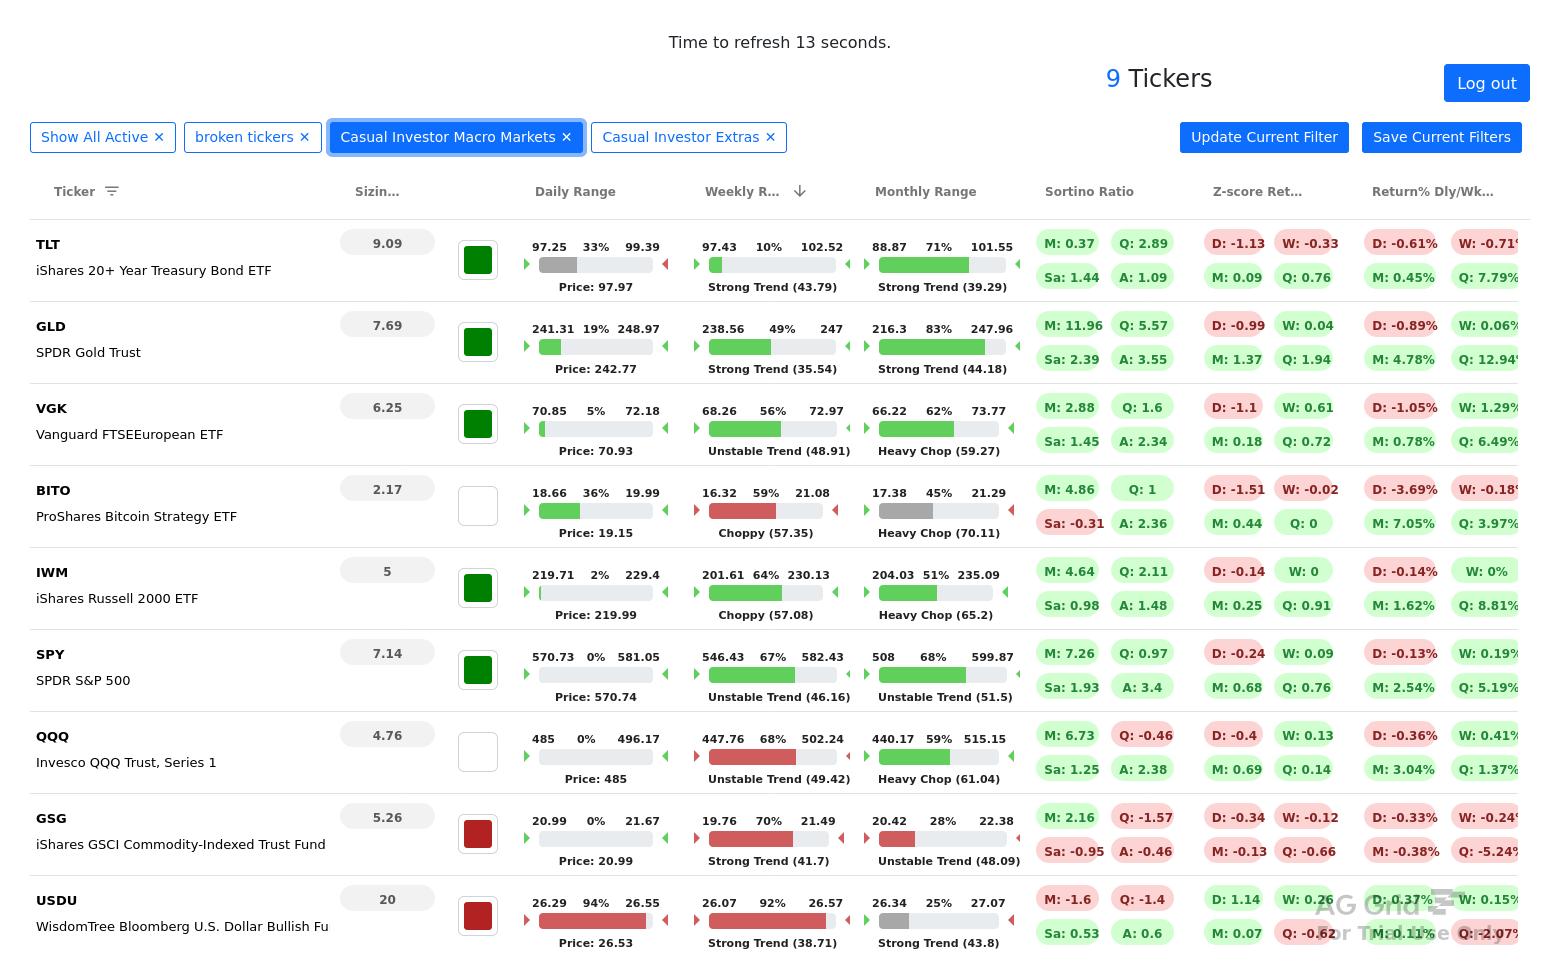 Time to refresh 13 seconds.
9 Tickers
Log out
Show All Active ✕ broken tickers ✕ Casual Investor Macro Markets ✕ Casual Investor Extras ✕ Update Current Filter Save Current Filters
Ticker Sizin... Daily Range Weekly R... Monthly Range Sortino Ratio Z-score Ret... Return% Dly/Wk...
TLT 9.09 97.25 33% 99.39 97.43 10% 102.52 88.87 71% 101.55 M: 0.37 Q: 2.89 D: -1.13 W: -0.33 D: -0.61% W: -0.71%
iShares 20+ Year Treasury Bond ETF Sa: 1.44 A: 1.09 M: 0.09 Q: 0.76 M: 0.45% Q: 7.79%
Price: 97.97 Strong Trend (43.79) Strong Trend (39.29)
GLD 7.69 241.31 19% 248.97 238.56 49% 247 216.3 83% 247.96 M: 11.96 Q: 5.57 D: -0.99 W: 0.04 D: -0.89% W: 0.06%
SPDR Gold Trust Sa: 2.39 A: 3.55 M: 1.37 Q: 1.94 M: 4.78% Q: 12.94%
Price: 242.77 Strong Trend (35.54) Strong Trend (44.18)
VGK 6.25 70.85 5% 72.18 68.26 56% 72.97 66.22 62% 73.77 M: 2.88 Q: 1.6 D: -1.1 W: 0.61 D: -1.05% W: 1.29%
Vanguard FTSEEuropean ETF Sa: 1.45 A: 2.34 M: 0.18 Q: 0.72 M: 0.78% Q: 6.49%
Price: 70.93 Unstable Trend (48.91) Heavy Chop (59.27)
BITO 2.17 18.66 36% 19.99 16.32 59% 21.08 17.38 45% 21.29 M: 4.86 Q: 1 D: -1.51 W: -0.02 D: -3.69% W: -0.18%
ProShares Bitcoin Strategy ETF Sa: -0.31 A: 2.36 M: 0.44 Q: 0 M: 7.05% Q: 3.97%
Price: 19.15 Choppy (57.35) Heavy Chop (70.11)
IWM 5 219.71 2% 229.4 201.61 64% 230.13 204.03 51% 235.09 M: 4.64 Q: 2.11 D: -0.14 W: 0 D: -0.14% W: 0%
iShares Russell 2000 ETF Sa: 0.98 A: 1.48 M: 0.25 Q: 0.91 M: 1.62% Q: 8.81%
Price: 219.99 Choppy (57.08) Heavy Chop (65.2)
SPY 7.14 570.73 0% 581.05 546.43 67% 582.43 508 68% 599.87 M: 7.26 Q: 0.97 D: -0.24 W: 0.09 D: -0.13% W: 0.19%
SPDR S&P 500 Sa: 1.93 A: 3.4 M: 0.68 Q: 0.76 M: 2.54% Q: 5.19%
Price: 570.74 Unstable Trend (46.16) Unstable Trend (51.5)
QQQ 4.76 485 0% 496.17 447.76 68% 502.24 440.17 59% 515.15 M: 6.73 Q: -0.46 D: -0.4 W: 0.13 D: -0.36% W: 0.41%
Invesco QQQ Trust, Series 1 Sa: 1.25 A: 2.38 M: 0.69 Q: 0.14 M: 3.04% Q: 1.37%
Price: 485 Unstable Trend (49.42) Heavy Chop (61.04)
GSG 5.26 20.99 0% 21.67 19.76 70% 21.49 20.42 28% 22.38 M: 2.16 Q: -1.57 D: -0.34 W: -0.12 D: -0.33% W: -0.24%
iShares GSCI Commodity-Indexed Trust Fund Sa: -0.95 A: -0.46 M: -0.13 Q: -0.66 M: -0.38% Q: -5.24%
Price: 20.99 Strong Trend (41.7) Unstable Trend (48.09)
USDU 20 26.29 94% 26.55 26.07 92% 26.57 26.34 25% 27.07 M: -1.6 Q: -1.4 D: 1.14 W: 0.26 D: 0.37% W: 0.15%
WisdomTree Bloomberg U.S. Dollar Bullish Fu Sa: 0.53 A: 0.6 M: 0.07 Q: -0.62 M: 0.11% Q: -2.07%
Price: 26.53 Strong Trend (38.71) Strong Trend (43.8)
AG Grid
For Trial Use Only